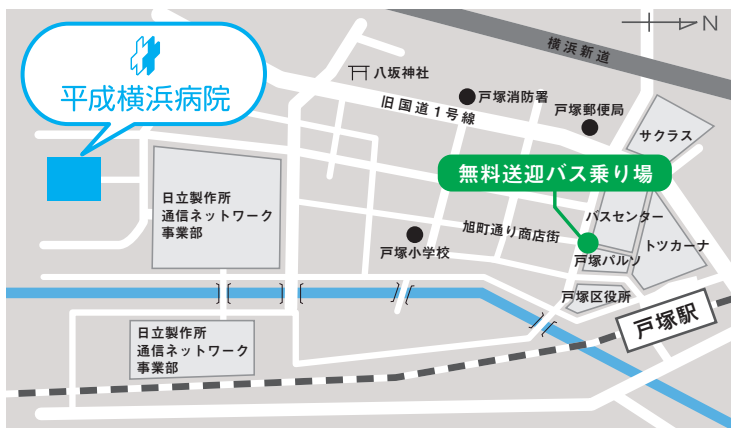 N
横浜新道
平成横浜病院
八坂神社
戸塚消防署
旧国道1号線
戸塚郵便局
サクラス
無料送迎バス乗り場
日立製作所
通信ネットワーク
事業部
バスセンター
旭町通り商店街
トツカーナ
戸塚小学校
戸塚パルソ
戸塚区役所
戸塚駅
日立製作所
通信ネットワーク
事業部